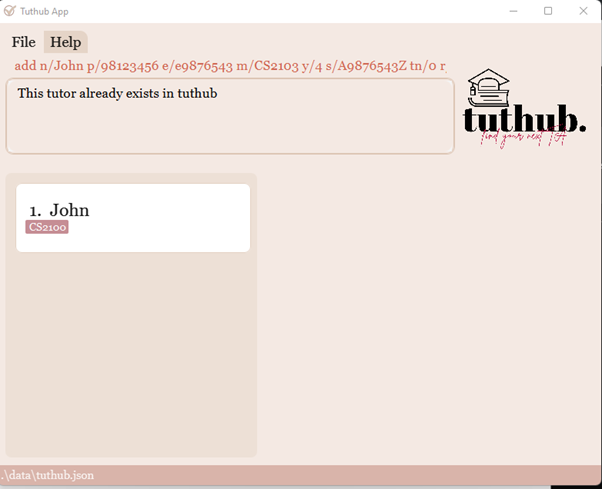 Tuthub App
File Help
add n/John p/98123456 e/e9876543 m/CS2103 y/4 s/A9876543Z tn/0 r
This tutor already exists in tuthub
tuthub.
find your next TA
1. John
CS2100
.\data\tuthub.json